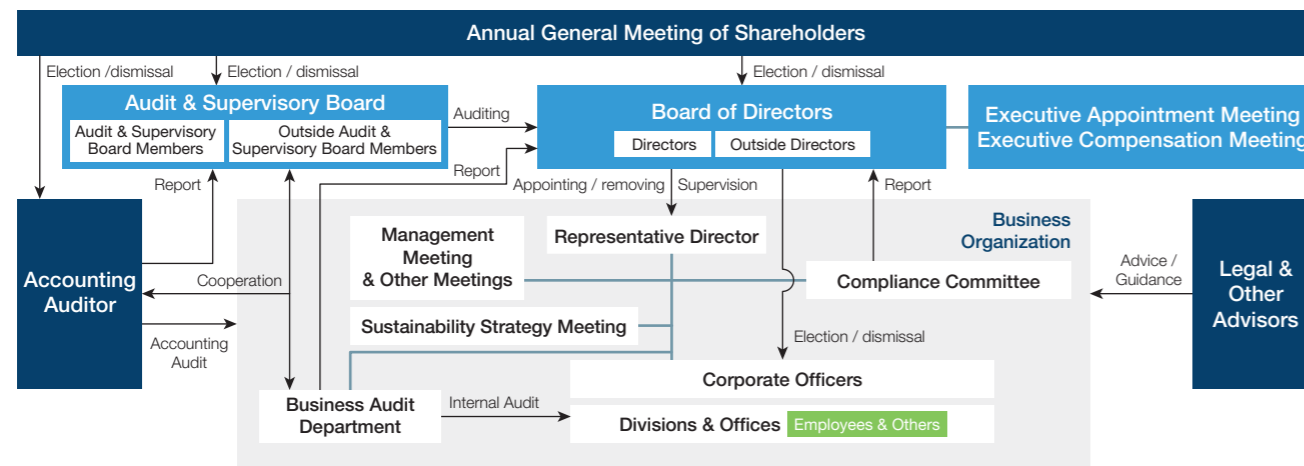 Annual General Meeting of Shareholders
Election /dismissal
Election / dismissal
Election / dismissal
Audit & Supervisory Board
Audit & Supervisory
Board Members
Outside Audit &
Supervisory Board Members
Auditing
Board of Directors
Directors
Outside Directors
Executive Appointment Meeting
Executive Compensation Meeting
Report
Report
Appointing / removing
Supervision
Report
Accounting
Auditor
Cooperation
Accounting
Audit
Management
Meeting
& Other Meetings
Representative Director
Business
Organization
Compliance Committee
Sustainability Strategy Meeting
Election / dismissal
Corporate Officers
Business Audit
Department
Internal Audit
Divisions & Offices
Employees & Others
Advice /
Guidance
Legal &
Other
Advisors